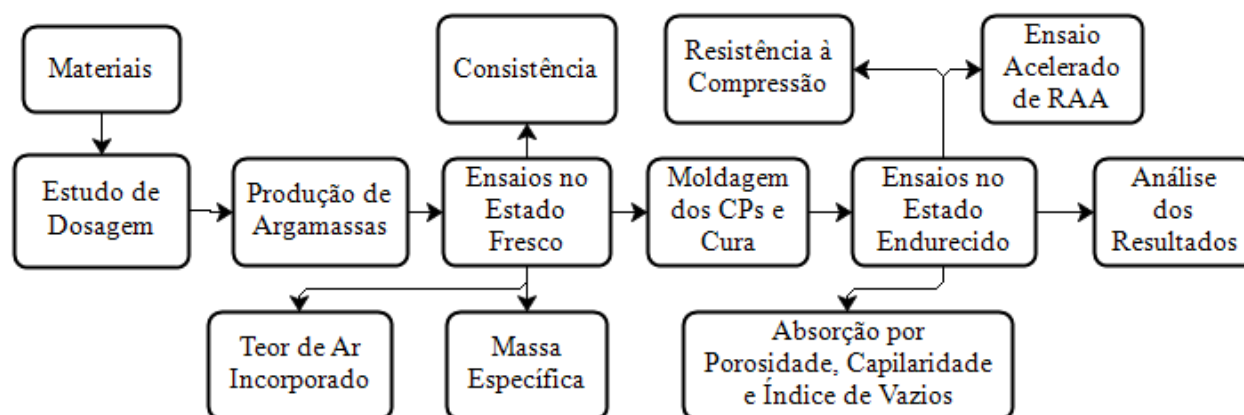 Materiais
Consistência
Resistência à
Compressão
Ensaio
Acelerado
de RAA
Estudo de
Dosagem
Produção de
Argamassas
Ensaios no
Estado
Fresco
Moldagem
dos CPs e
Cura
Ensaios no
Estado
Endurecido
Análise
dos
Resultados
Teor de Ar
Incorporado
Massa
Específica
Absorção por
Porosidade, Capilaridade
e Índice de Vazios